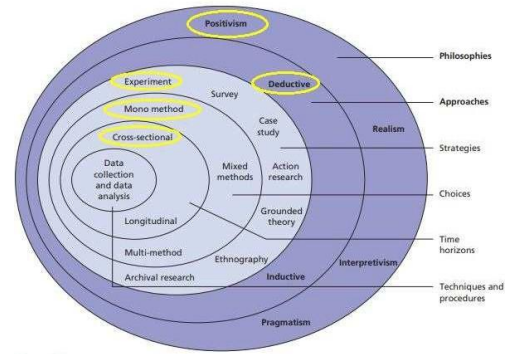 Positivism
Philosophies
Experiment
Deductive
Survey
Approaches
Mono method
Case
study
Realism
Cross-sectional
Strategies
Data
collection
and data
analysis
Mixed
methods
Action
research
Choices
Grounded
theory
Longitudinal
Time
horizons
Multi-method
Ethnography
Interpretivism
Archival research
Inductive
Techniques and
procedures
Pragmatism